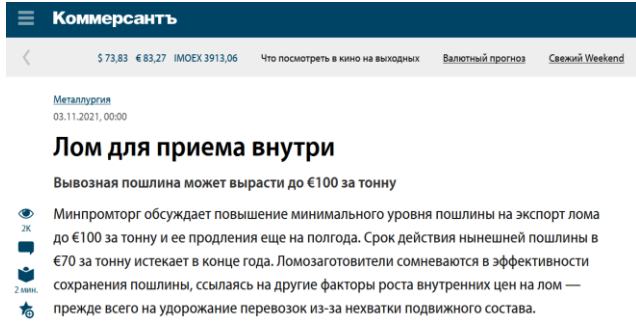 Коммерсантъ
$ 73,83 € 83,27 IMOEX 3913,06 Что посмотреть в кино на выходных Валютный прогноз Свежий Weekend
Металлургия
03.11.2021, 00:00
Лом для приема внутри
Вывозная пошлина может вырасти до €100 за тонну
Минпромторг обсуждает повышение минимального уровня пошлины на экспорт лома
2K
до €100 за тонну и ее продления еще на полгода. Срок действия нынешней пошлины в
€70 за тонну истекает в конце года. Ломозаготовители сомневаются в эффективности
сохранения пошлины, ссылаясь на другие факторы роста внутренних цен на лом —
2 мин.
прежде всего на удорожание перевозок из-за нехватки подвижного состава.